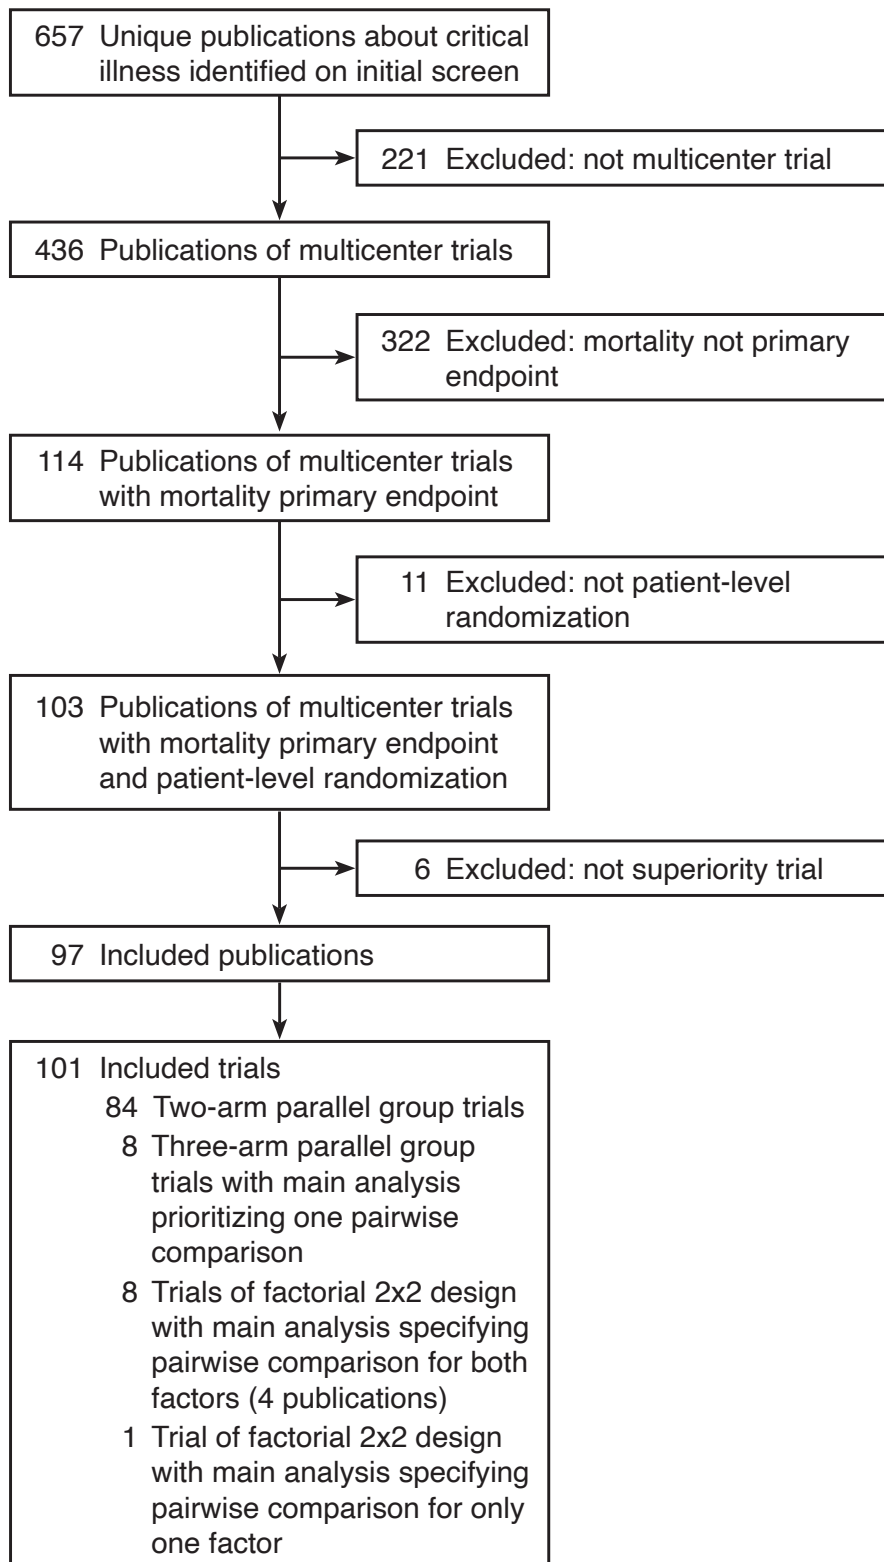 657 Unique publications about critical
illness identified on initial screen
221 Excluded: not multicenter trial
436 Publications of multicenter trials
322 Excluded: mortality not primary
endpoint
114 Publications of multicenter trials
with mortality primary endpoint
11 Excluded: not patient-level
randomization
103 Publications of multicenter trials
with mortality primary endpoint
and patient-level randomization
6 Excluded: not superiority trial
97 Included publications
101 Included trials
84 Two-arm parallel group trials
8 Three-arm parallel group
trials with main analysis
prioritizing one pairwise
comparison
8 Trials of factorial 2x2 design
with main analysis specifying
pairwise comparison for both
factors (4 publications)
1 Trial of factorial 2x2 design
with main analysis specifying
pairwise comparison for only
one factor